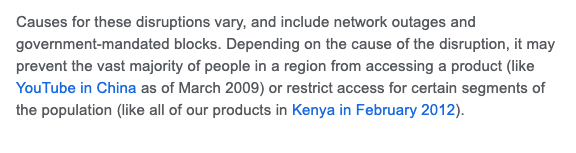 Causes for these disruptions vary, and include network outages and
government-mandated blocks. Depending on the cause of the disruption, it may
prevent the vast majority of people in a region from accessing a product (like
YouTube in China as of March 2009) or restrict access for certain segments of
the population (like all of our products in Kenya in February 2012).